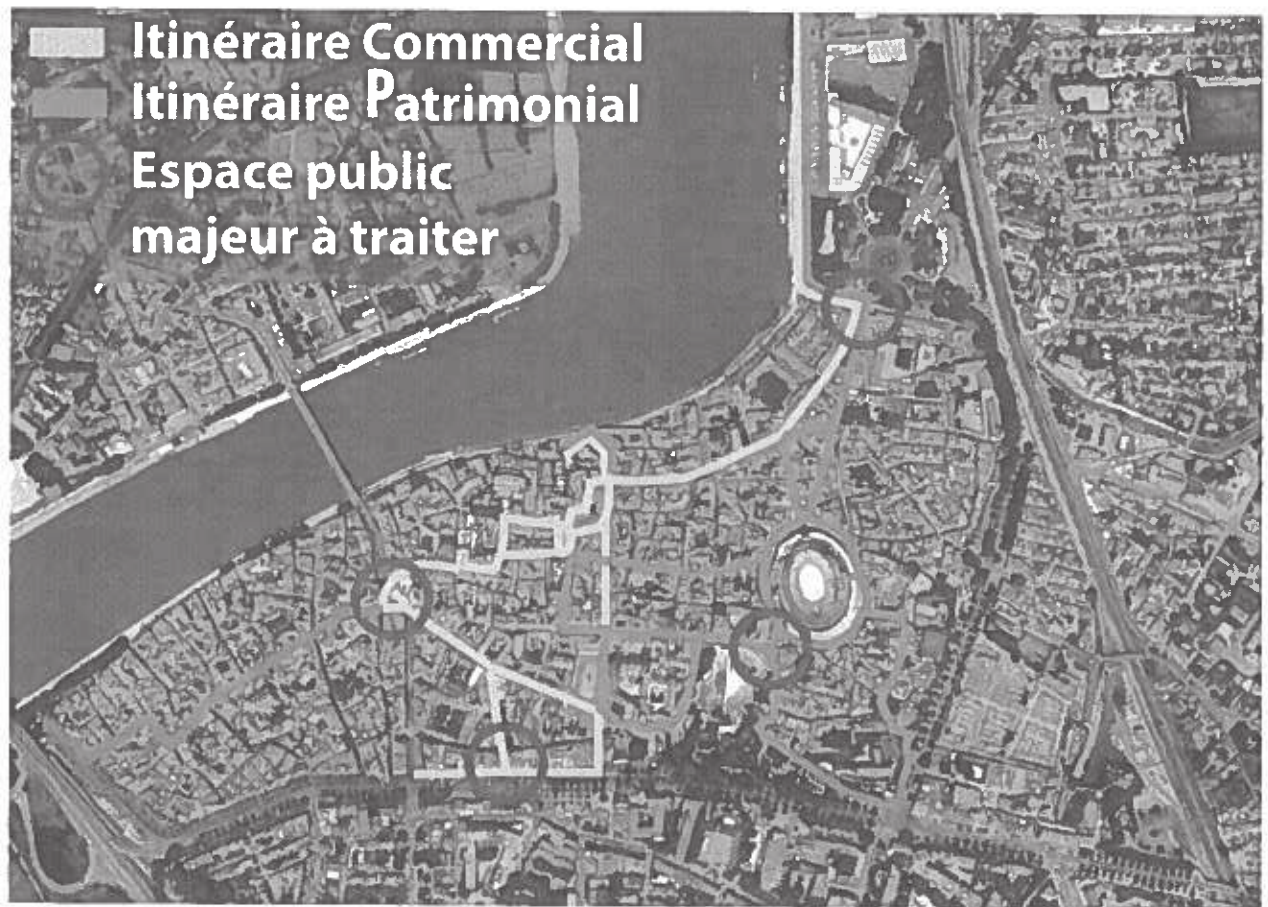 Itinéraire Commercial
Itinéraire Patrimonial
Espace public
majeur à traiter